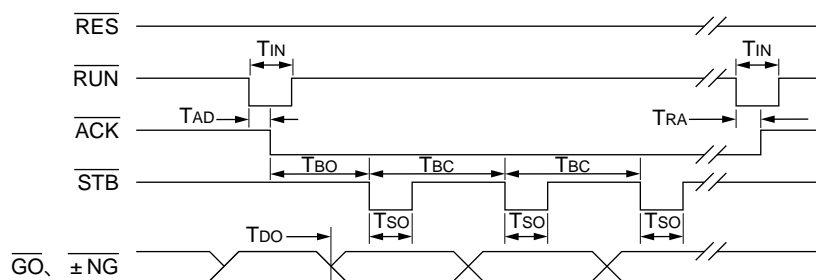 RES
TIN TIN
RUN
TAD TRA
ACK
TBO TBC TBC
STB
TSO TSO TSO
TDO
GO、 ±NG